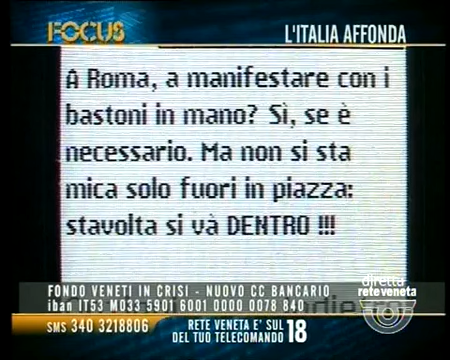 FOCUS
L'ITALIA AFFONDA
A Roma, a manifestare con i
bastoni in mano? Sì, se è
necessario. Ma non si sta
mica solo fuori in piazza:
stavolta si và DENTRO !!!
diretta
reteveneta
FONDO VENETI IN CRISI - NUOVO CC BANCARIO
iban IT53 M033 5901 6001 0000 0078 840
SMS 340 3218806
RETE VENETA E' SUL
DEL TUO TELECOMANDO 18